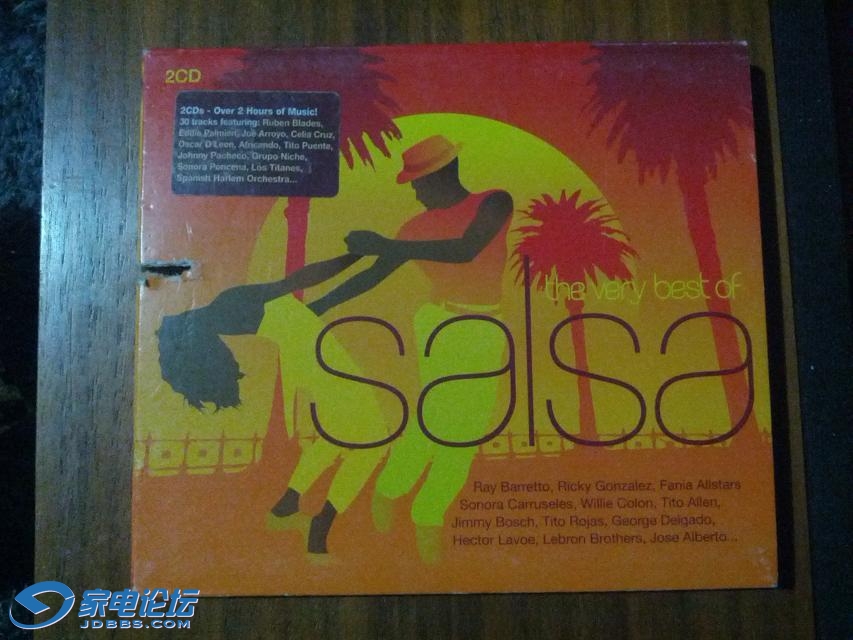 2CD
2CDs - Over 2 Hours of Music!
30 tracks featuring: Ruben Blades,
Eddie Palmieri, Joe Arroyo, Celia Cruz,
Oscar D'Leon, Africando, Tito Puente,
Johnny Pacheco, Grupo Niche,
Sonora Poncena, Los Titanes,
Spanish Harlem Orchestra...
the very best of
salsa
Ray Barretto, Ricky Gonzalez, Fania Allstars
Sonora Carruseles, Willie Colon, Tito Allen,
Jimmy Bosch, Tito Rojas, George Delgado,
Hector Lavoe, Lebron Brothers, Jose Alberto...
家电论坛
JDBBS.COM